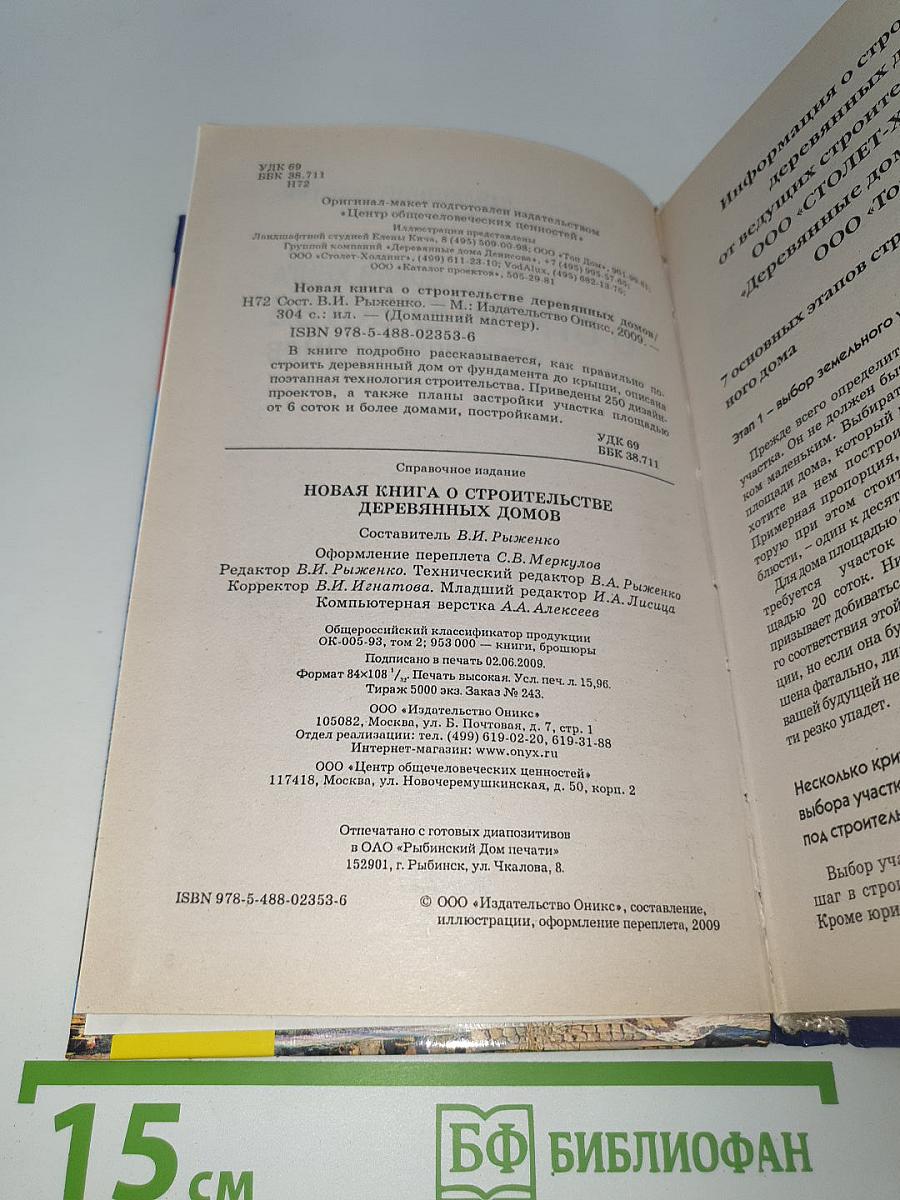 УДК 69
ББК 38.711
Н72
Оригинал-макет подготовлен издательством
«Центр общечеловеческих ценностей»
Иллюстрации представлены
Ландшафтной студией Елены Кича, 8 (495) 509-00-98; ООО «Топ Дом»,
Группой компаний «Деревянные дома Денисова», +7 (495) 995-57-65;
ООО «Столет-Холдинг», (499) 611-23-10; VodAlux, (495) 682-13-75;
ООО «Каталог проектов», 505-29-81
Новая книга о строительстве деревянных домов/
Н72 Сост. В.И. Рыженко. — М.: Издательство Оникс, 2009. —
304 с.: ил. — (Домашний мастер).
ISBN 978-5-488-02353-6
В книге подробно рассказывается, как правильно по-
строить деревянный дом от фундамента до крыши, описана
поэтапная технология строительства. Приведены 250 дизайн-
проектов, а также планы застройки участка площадью
от 6 соток и более домами, постройками.
УДК 69
ББК 38.711
Справочное издание
НОВАЯ КНИГА О СТРОИТЕЛЬСТВЕ
ДЕРЕВЯННЫХ ДОМОВ
Составитель В.И. Рыженко
Оформление переплета С.В. Меркулов
Редактор В.И. Рыженко. Технический редактор В.А. Рыженко
Корректор В.И. Игнатова. Младший редактор И.А. Лисица
Компьютерная верстка А.А. Алексеев
Общероссийский классификатор продукции
ОК-005-93, том 2; 953 000 — книги, брошюры
Подписано в печать 02.06.2009.
Формат 84×108 1/32. Печать высокая. Усл. печ. л. 15,96.
Тираж 5000 экз. Заказ № 243.
ООО «Издательство Оникс»
105082, Москва, ул. Б. Почтовая, д. 7, стр. 1
Отдел реализации: тел. (499) 619-02-20, 619-31-88
Интернет-магазин: www.onyx.ru
ООО «Центр общечеловеческих ценностей»
117418, Москва, ул. Новочеремушкинская, д. 50, корп. 2
Отпечатано с готовых диапозитивов
в ОАО «Рыбинский Дом печати»
152901, г. Рыбинск, ул. Чкалова, 8.
ISBN 978-5-488-02353-6
© ООО «Издательство Оникс», составление,
иллюстрации, оформление переплета, 2009
Информация о стро
деревянных д
от ведущих строите
ООО «СТОЛЕТ-Х
«Деревянные дом
ООО «То
7 основных этапов стр
ного дома
Этап 1 – выбор земельного у
Прежде всего определит
участка. Он не должен бы
ком маленьким. Выбират
площади дома, который
хотите на нем построи
Примерная пропорция,
торую при этом стоит
блюсти, – один к десят
Для дома площадью
требуется участок
щадью 20 соток. Ни
призывает добиватьс
го соответствия этой
ции, но если она бу
шена фатально, ли
вашей будущей не
ти резко упадет.
Несколько кри
выбора участк
под строитель
Выбор уча
шаг в строи
Кроме юри
15 см
БФ БИБЛИОФАН